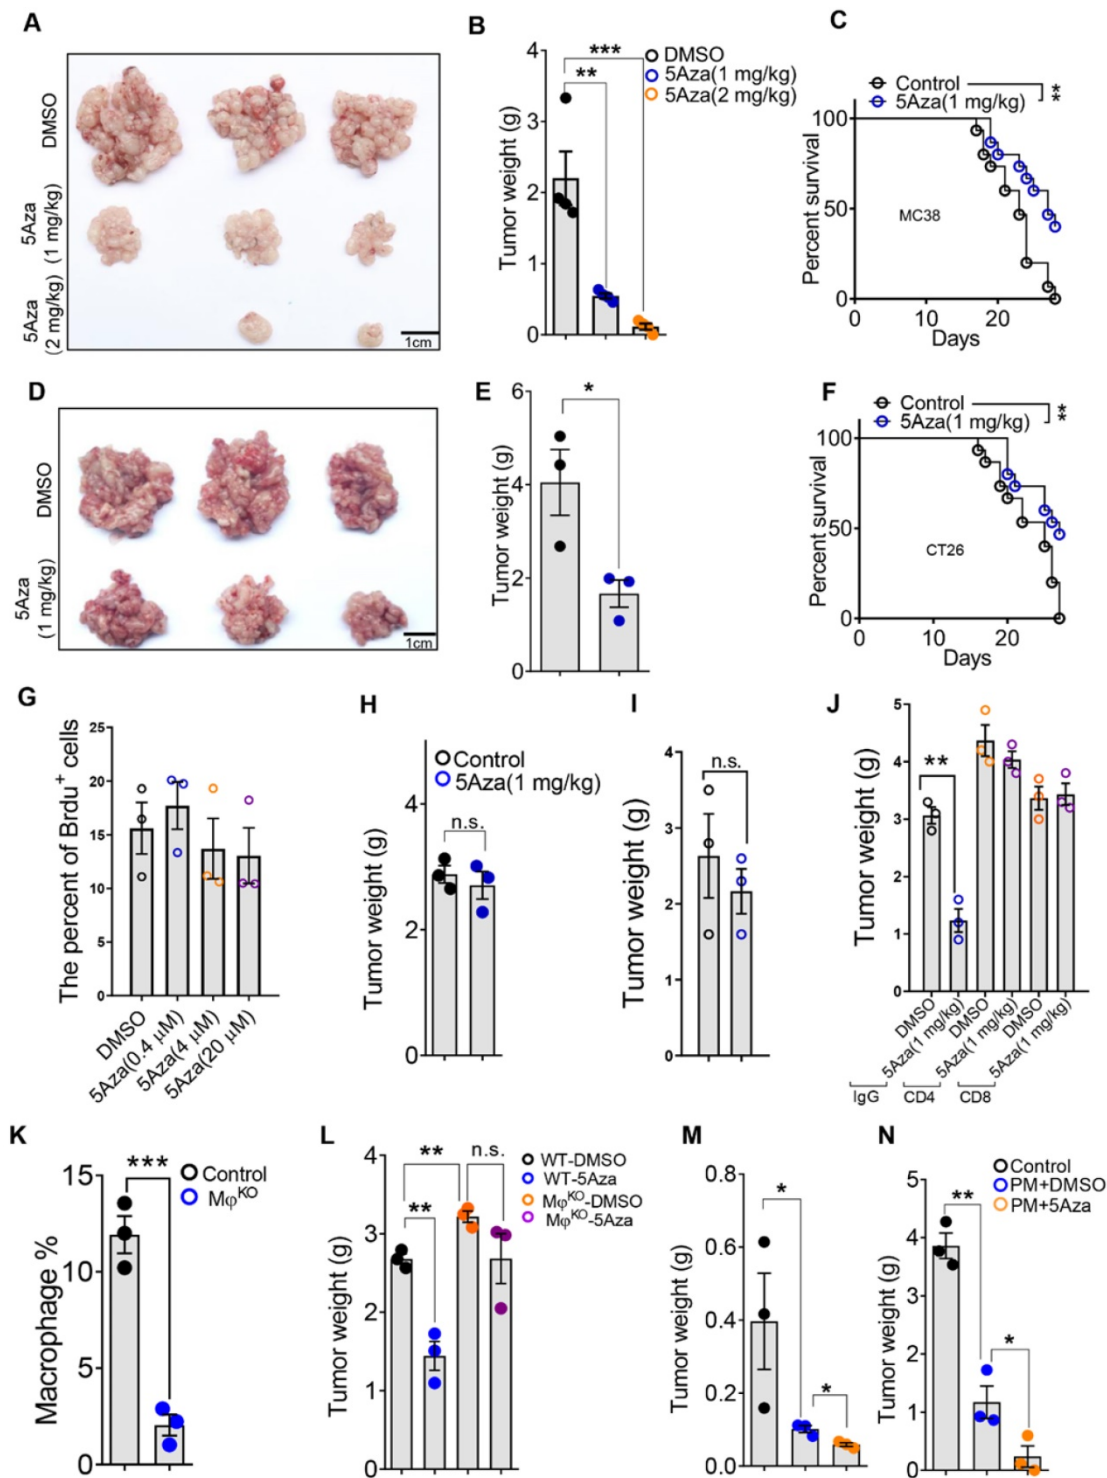 A
DMSO
5Aza
(1 mg/kg)
5Aza
(2 mg/kg)
1cm
B
Tumor weight (g)
4
3
2
1
0
***
**
DMSO
5Aza(1 mg/kg)
5Aza(2 mg/kg)
C
Control
5Aza(1 mg/kg)
**
Percent survival
100
50
0
MC38
0 10 20
Days
D
DMSO
5Aza
(1 mg/kg)
1cm
E
Tumor weight (g)
6
4
2
0
*
F
Control
5Aza(1 mg/kg)
**
Percent survival
100
50
0
CT26
0 10 20
Days
G
The percent of Brdu+ cells
25
20
15
10
5
0
DMSO
5Aza(0.4 μM)
5Aza(4 μM)
5Aza(20 μM)
H
Control
5Aza(1 mg/kg)
n.s.
Tumor weight (g)
4
2
0
I
n.s.
Tumor weight (g)
4
3
2
1
0
J
Tumor weight (g)
5
4
3
2
1
0
**
DMSO
5Aza(1 mg/kg)
DMSO
5Aza(1 mg/kg)
DMSO
5Aza(1 mg/kg)
IgG CD4 CD8
K
Macrophage %
15
10
5
0
***
Control
MφKO
L
Tumor weight (g)
4
3
2
1
0
** n.s.
**
WT-DMSO
WT-5Aza
MφKO-DMSO
MφKO-5Aza
M
Tumor weight (g)
0.8
0.6
0.4
0.2
0.0
*
*
N
Tumor weight (g)
5
4
3
2
1
0
**
*
Control
PM+DMSO
PM+5Aza